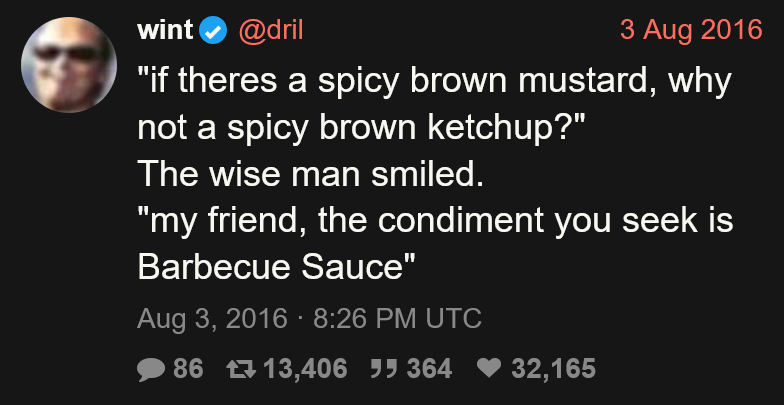 wint @dril 3 Aug 2016
"if theres a spicy brown mustard, why
not a spicy brown ketchup?"
The wise man smiled.
"my friend, the condiment you seek is
Barbecue Sauce"
Aug 3, 2016 · 8:26 PM UTC
86 13,406 364 32,165